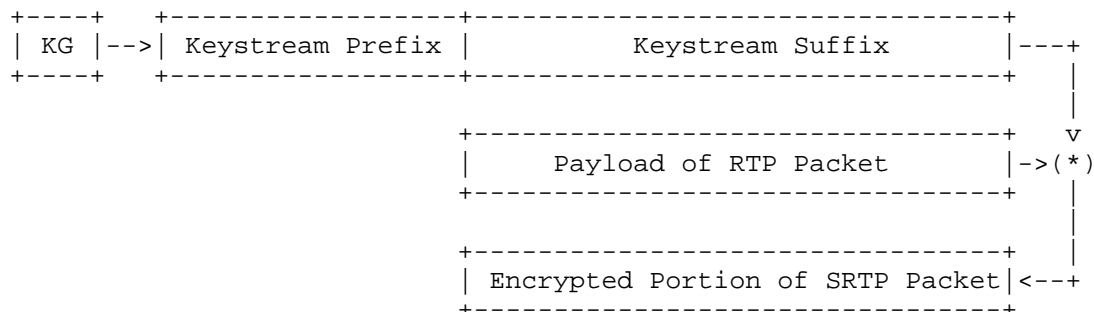 KG Keystream Prefix Keystream Suffix
Payload of RTP Packet (*)
Encrypted Portion of SRTP Packet